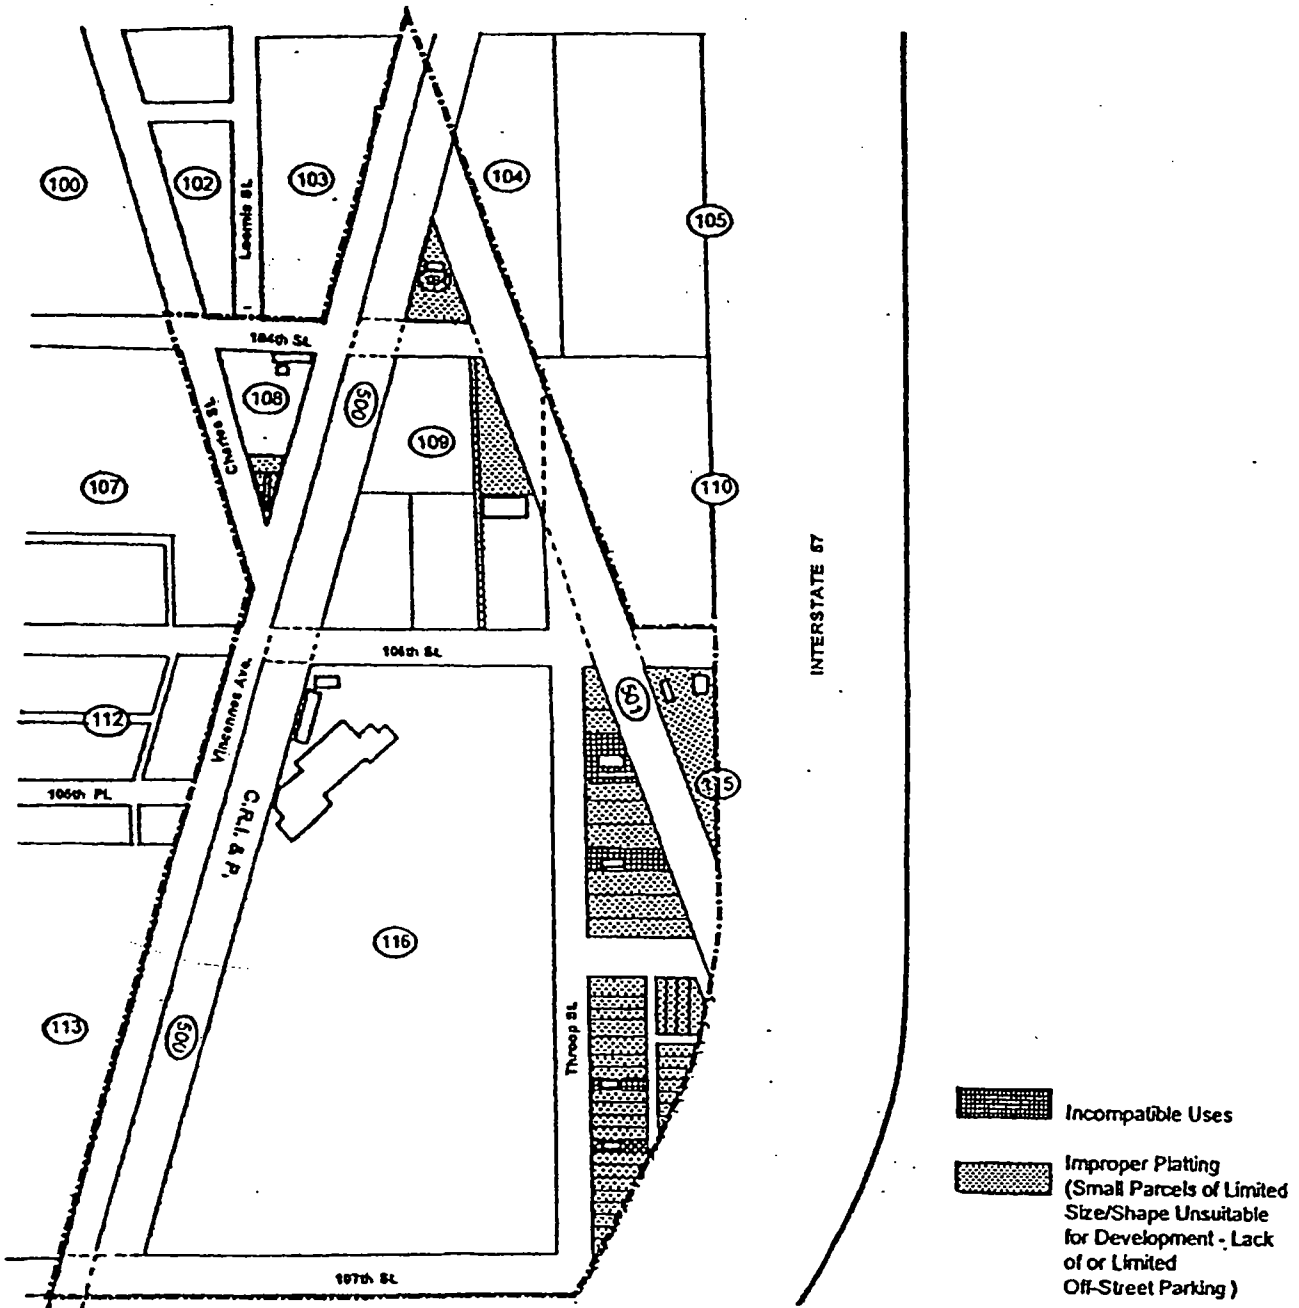 100
102
Loomis St.
103
104
105
104th St.
108
500
109
Charles St.
107
110
INTERSTATE 57
106th St.
Vincennes Ave.
501
112
115
105th PL.
C.R.I. & P.
116
113
500
Throop St.
107th St.
Incompatible Uses
Improper Platting
(Small Parcels of Limited
Size/Shape Unsuitable
for Development - Lack
of or Limited
Off-Street Parking )